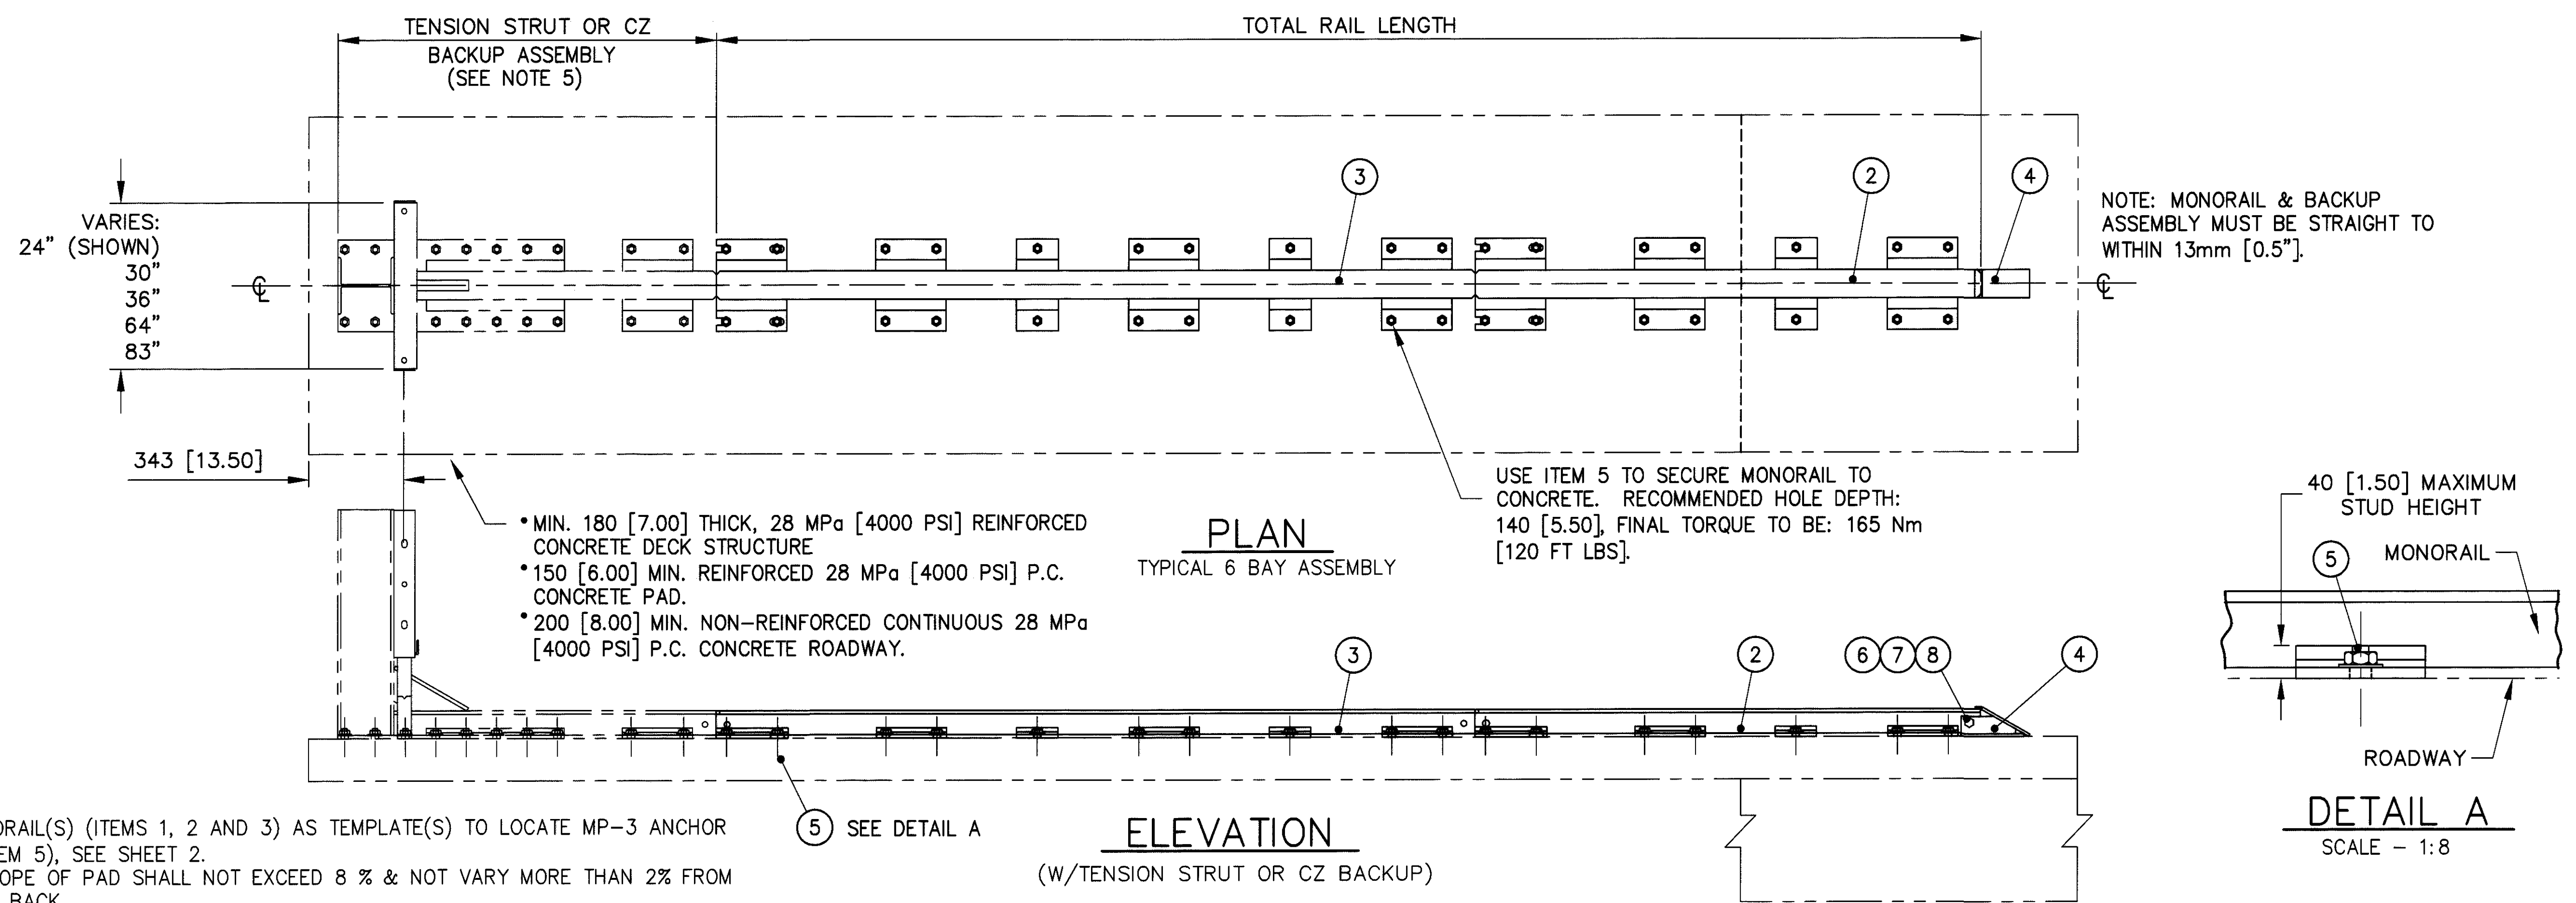 TENSION STRUT OR CZ
BACKUP ASSEMBLY
(SEE NOTE 5)
TOTAL RAIL LENGTH
3
2
4
NOTE: MONORAIL & BACKUP
ASSEMBLY MUST BE STRAIGHT TO
WITHIN 13mm [0.5"].
VARIES:
24" (SHOWN)
30"
36"
64"
83"
℄
℄
343 [13.50]
• MIN. 180 [7.00] THICK, 28 MPa [4000 PSI] REINFORCED
CONCRETE DECK STRUCTURE
• 150 [6.00] MIN. REINFORCED 28 MPa [4000 PSI] P.C.
CONCRETE PAD.
• 200 [8.00] MIN. NON-REINFORCED CONTINUOUS 28 MPa
[4000 PSI] P.C. CONCRETE ROADWAY.
PLAN
TYPICAL 6 BAY ASSEMBLY
USE ITEM 5 TO SECURE MONORAIL TO
CONCRETE. RECOMMENDED HOLE DEPTH:
140 [5.50], FINAL TORQUE TO BE: 165 Nm
[120 FT LBS].
40 [1.50] MAXIMUM
STUD HEIGHT
5
MONORAIL
ROADWAY
DETAIL A
SCALE - 1:8
3
2
6 7 8
4
5 SEE DETAIL A
ELEVATION
(W/TENSION STRUT OR CZ BACKUP)
ORAIL(S) (ITEMS 1, 2 AND 3) AS TEMPLATE(S) TO LOCATE MP-3 ANCHOR
EM 5), SEE SHEET 2.
OPE OF PAD SHALL NOT EXCEED 8 % & NOT VARY MORE THAN 2% FROM
BACK